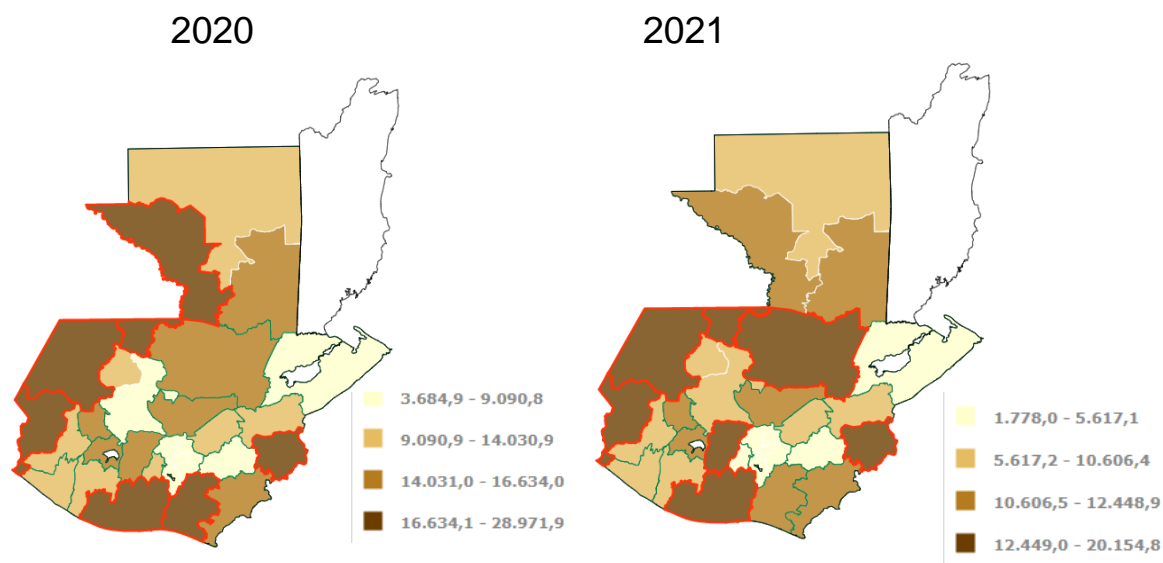 2020
2021
3.684,9 - 9.090,8
9.090,9 - 14.030,9
14.031,0 - 16.634,0
16.634,1 - 28.971,9
1.778,0 - 5.617,1
5.617,2 - 10.606,4
10.606,5 - 12.448,9
12.449,0 - 20.154,8